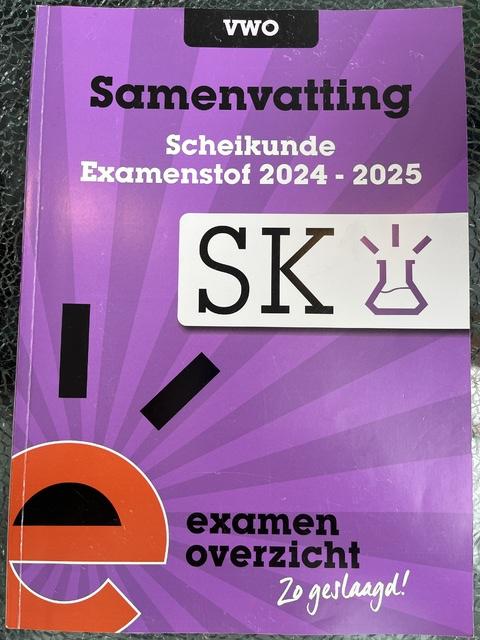 VWO
Samenvatting
Scheikunde
Examenstof 2024 - 2025
SK
e
examen
overzicht
Zo geslaagd!